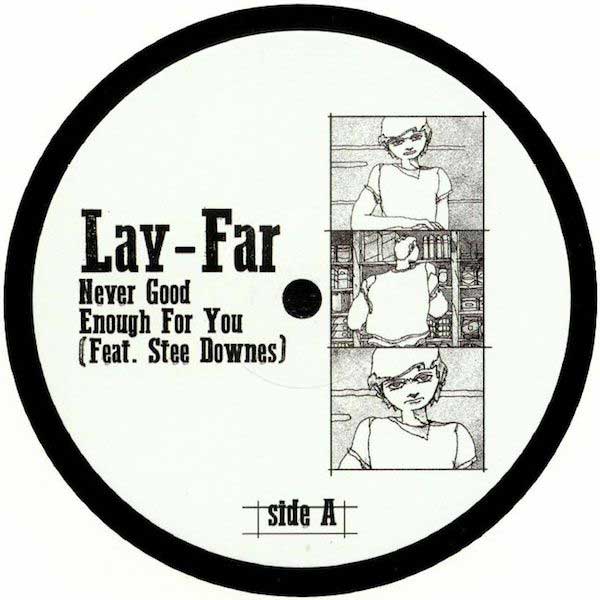 Lay-Far
Never Good
Enough For You
(Feat. Stee Downes)
side A